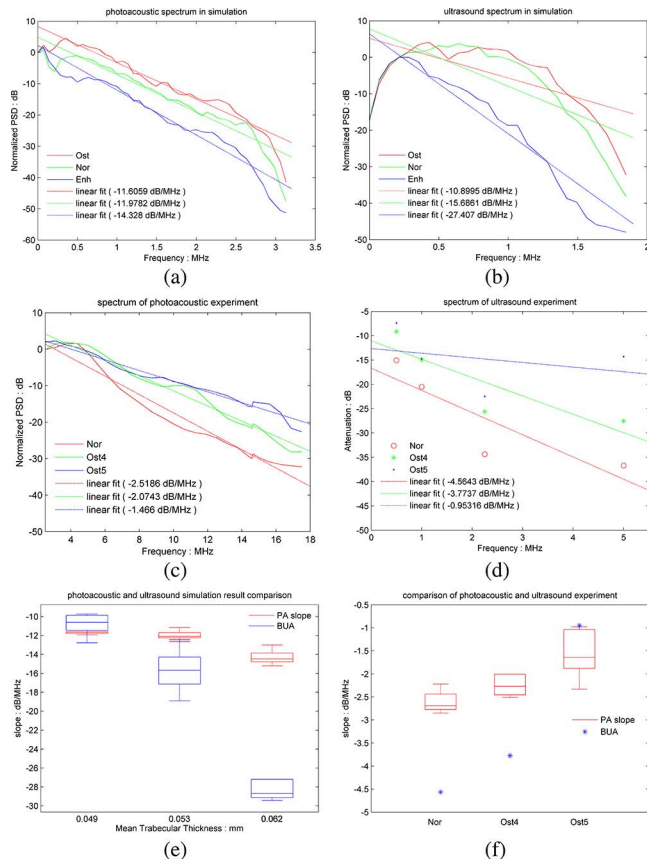 photoacoustic spectrum in simulation
10
0
-10
-20
-30
-40
-50
-60
Normalized PSD : dB
Ost
Nor
Enh
linear fit ( -11.6059 dB/MHz )
linear fit ( -11.9782 dB/MHz )
linear fit ( -14.328 dB/MHz )
0 0.5 1 1.5 2 2.5 3 3.5
Frequency : MHz
(a)
ultrasound spectrum in simulation
10
0
-10
-20
-30
-40
-50
Normalized PSD : dB
Ost
Nor
Enh
linear fit ( -10.8995 dB/MHz )
linear fit ( -15.6861 dB/MHz )
linear fit ( -27.407 dB/MHz )
0 0.5 1 1.5 2
Frequency : MHz
(b)
spectrum of photoacoustic experiment
10
0
-10
-20
-30
-40
-50
Normalized PSD : dB
Nor
Ost4
Ost5
linear fit ( -2.5186 dB/MHz )
linear fit ( -2.0743 dB/MHz )
linear fit ( -1.466 dB/MHz )
4 6 8 10 12 14 16 18
Frequency : MHz
(c)
spectrum of ultrasound experiment
-5
-10
-15
-20
-25
-30
-35
-40
-45
-50
Attenuation : dB
Nor
Ost4
Ost5
linear fit ( -4.5643 dB/MHz )
linear fit ( -3.7737 dB/MHz )
linear fit ( -0.95316 dB/MHz )
0 1 2 3 4 5
Frequency : MHz
(d)
photoacoustic and ultrasound simulation result comparison
-10
-12
-14
-16
-18
-20
-22
-24
-26
-28
-30
slope : dB/MHz
PA slope
BUA
0.049 0.053 0.062
Mean Trabecular Thickness : mm
(e)
comparison of photoacoustic and ultrasound experiment
-1
-1.5
-2
-2.5
-3
-3.5
-4
-4.5
-5
slope : dB/MHz
PA slope
BUA
Nor Ost4 Ost5
(f)